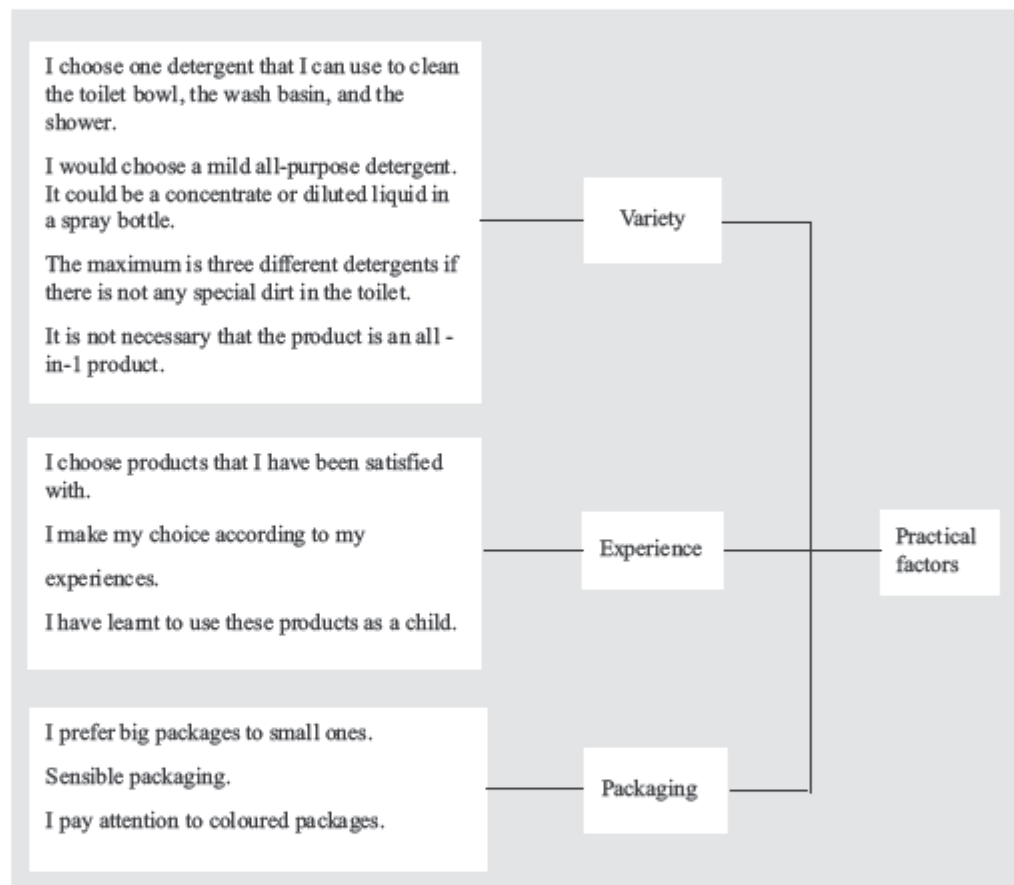 I choose one detergent that I can use to clean
the toilet bowl, the wash basin, and the
shower.
I would choose a mild all-purpose detergent.
It could be a concentrate or diluted liquid in
a spray bottle.
The maximum is three different detergents if
there is not any special dirt in the toilet.
It is not necessary that the product is an all -
in-1 product.
Variety
I choose products that I have been satisfied
with.
I make my choice according to my
experiences.
I have learnt to use these products as a child.
Experience
Practical
factors
I prefer big packages to small ones.
Sensible packaging.
I pay attention to coloured packages.
Packaging